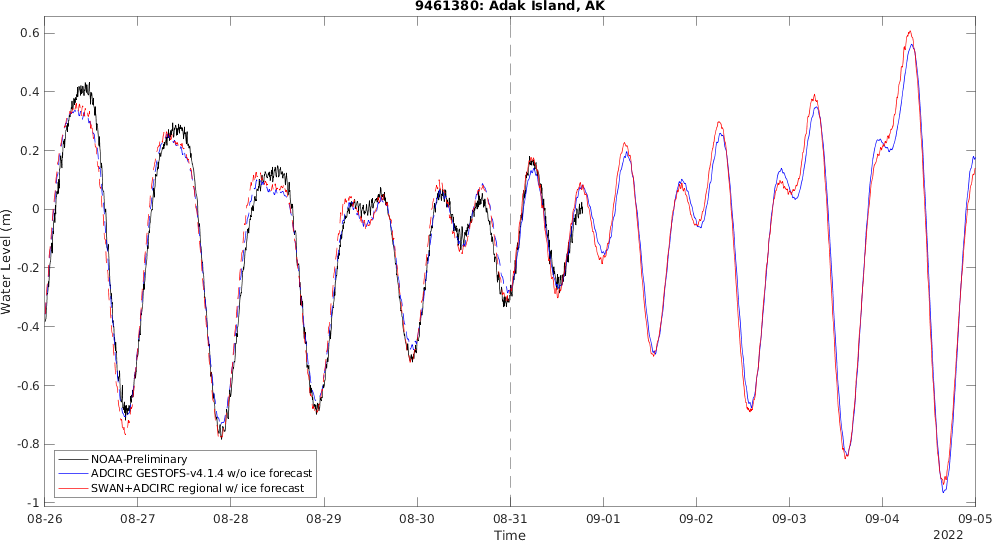 9461380: Adak Island, AK
0.6
0.4
0.2
0
-0.2
-0.4
-0.6
-0.8
-1
Water Level (m)
NOAA-Preliminary
ADCIRC GESTOFS-v4.1.4 w/o ice forecast
SWAN+ADCIRC regional w/ ice forecast
08-26 08-27 08-28 08-29 08-30 08-31 09-01 09-02 09-03 09-04 09-05
Time
2022